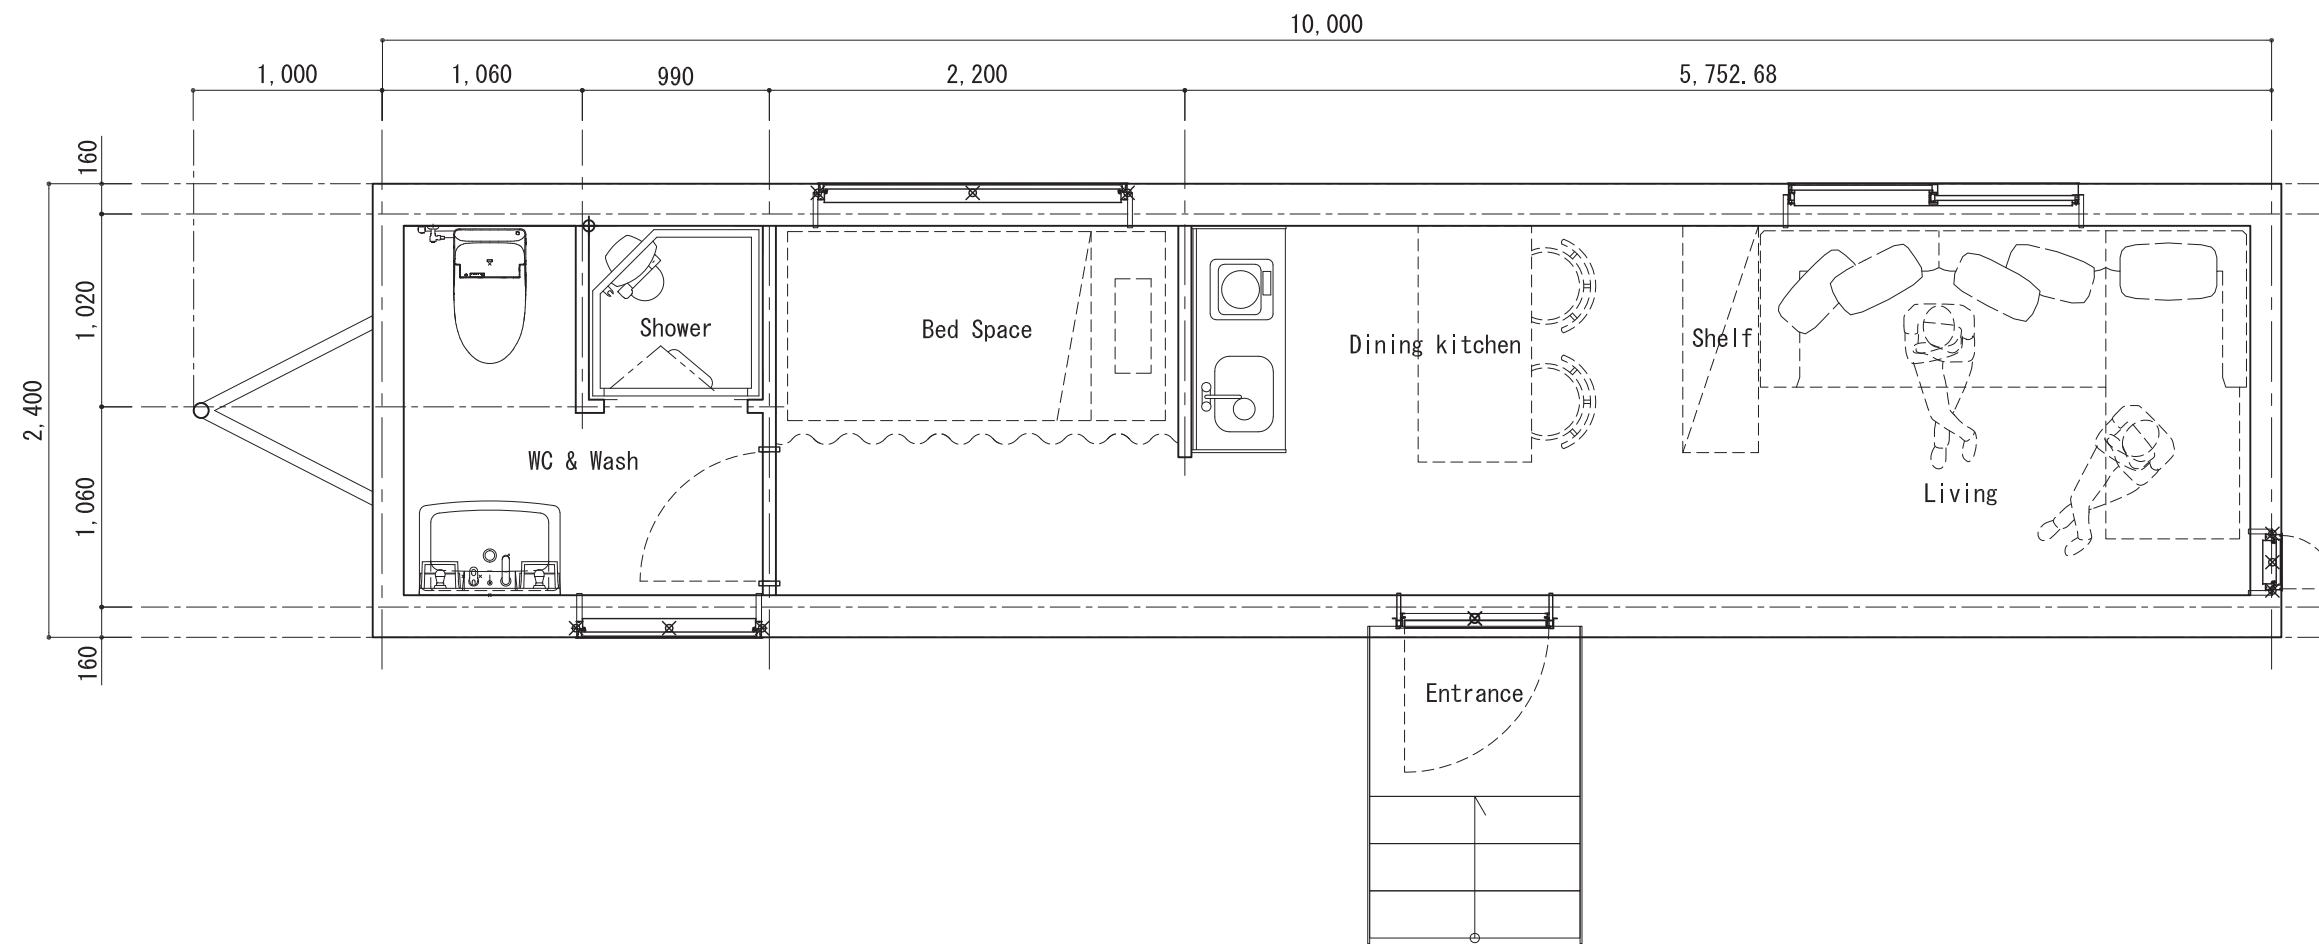 10,000
1,000
1,060
990
2,200
5,752.68
160
1,020
2,400
1,060
160
Shower
Bed Space
Dining kitchen
Shelf
WC & Wash
Living
Entrance